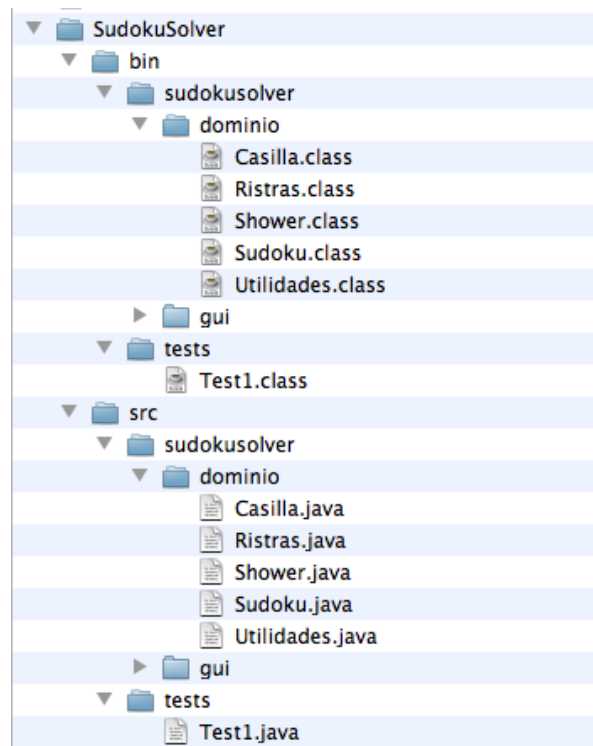 SudokuSolver
bin
sudokusolver
dominio
Casilla.class
Ristras.class
Shower.class
Sudoku.class
Utilidades.class
gui
tests
Test1.class
src
sudokusolver
dominio
Casilla.java
Ristras.java
Shower.java
Sudoku.java
Utilidades.java
gui
tests
Test1.java